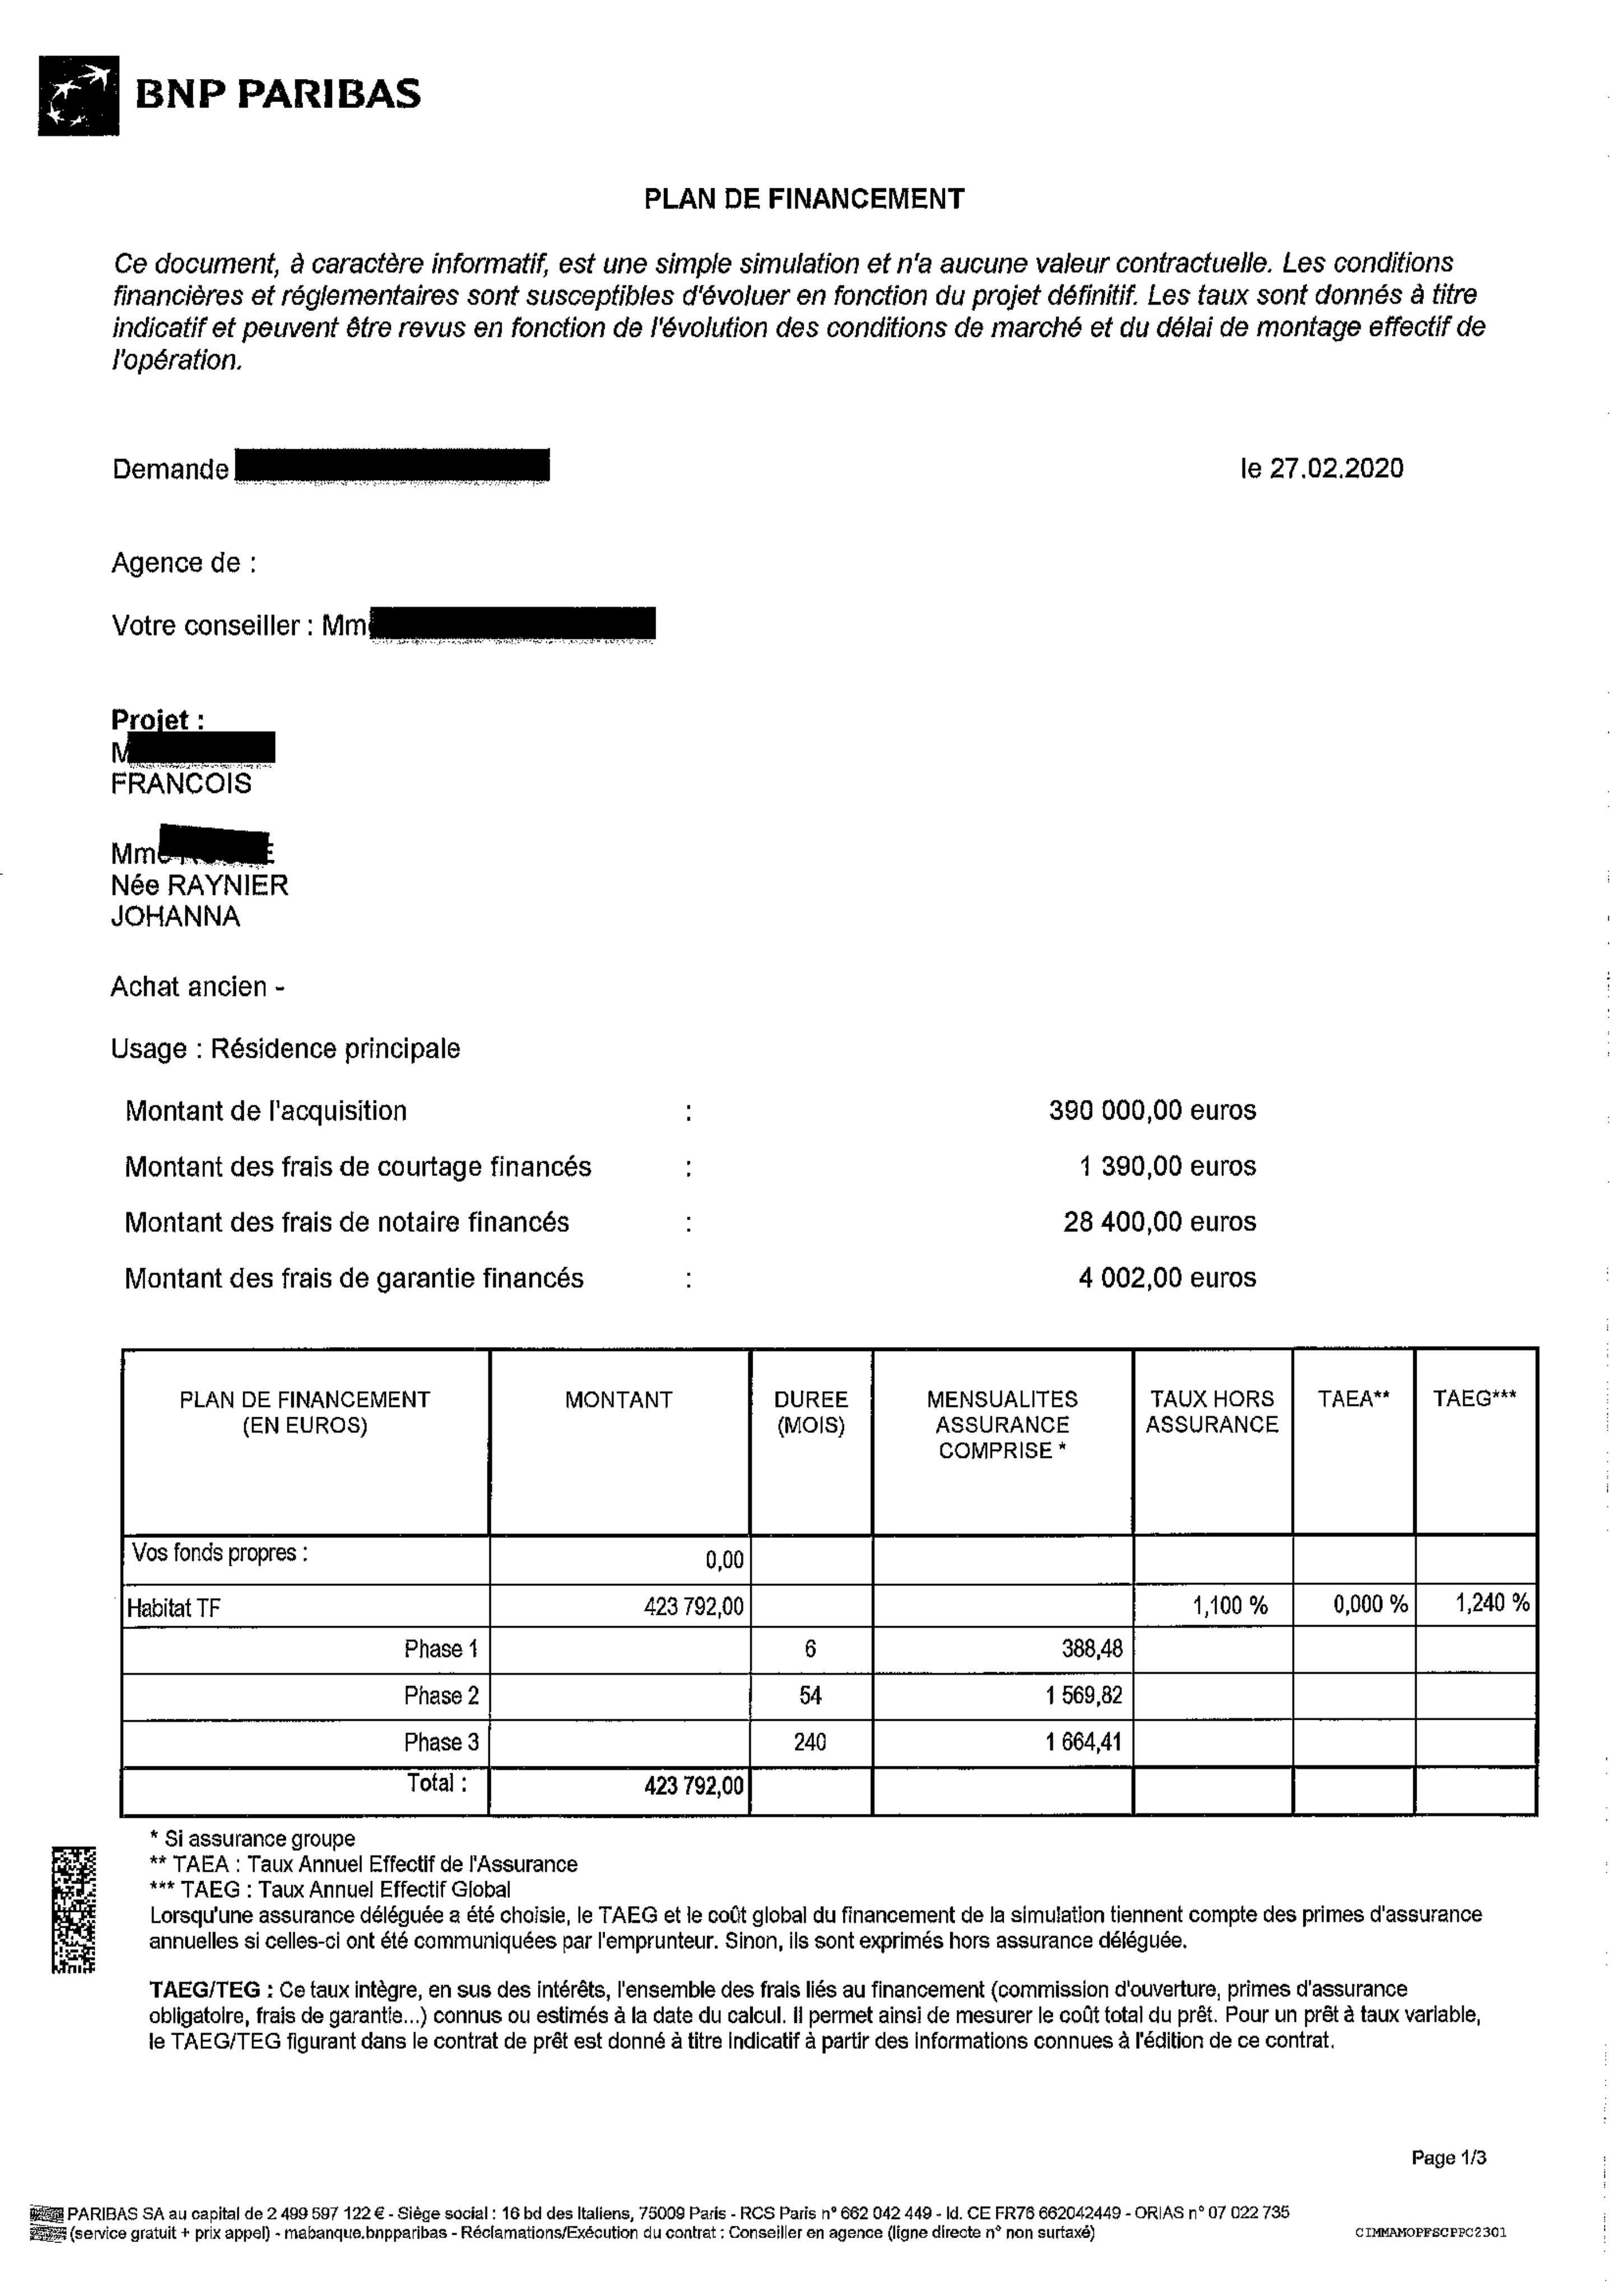 BNP PARIBAS
PLAN DE FINANCEMENT
Ce document, à caractère informatif, est une simple simulation et n'a aucune valeur contractuelle. Les conditions
financières et réglementaires sont susceptibles d'évoluer en fonction du projet définitif. Les taux sont donnés à titre
indicatif et peuvent être revus en fonction de l'évolution des conditions de marché et du délai de montage effectif de
l'opération.
Demande le 27.02.2020
Agence de :
Votre conseiller : Mm
Projet :
M
FRANCOIS
Mme
Née RAYNIER
JOHANNA
Achat ancien -
Usage : Résidence principale
Montant de l'acquisition : 390 000,00 euros
Montant des frais de courtage financés : 1 390,00 euros
Montant des frais de notaire financés : 28 400,00 euros
Montant des frais de garantie financés : 4 002,00 euros
PLAN DE FINANCEMENT MONTANT DUREE MENSUALITES TAUX HORS TAEA** TAEG***
(EN EUROS) (MOIS) ASSURANCE ASSURANCE
COMPRISE *
Vos fonds propres : 0,00
Habitat TF 423 792,00 1,100 % 0,000 % 1,240 %
Phase 1 6 388,48
Phase 2 54 1 569,82
Phase 3 240 1 664,41
Total : 423 792,00
* Si assurance groupe
** TAEA : Taux Annuel Effectif de l'Assurance
*** TAEG : Taux Annuel Effectif Global
Lorsqu'une assurance déléguée a été choisie, le TAEG et le coût global du financement de la simulation tiennent compte des primes d'assurance
annuelles si celles-ci ont été communiquées par l'emprunteur. Sinon, ils sont exprimés hors assurance déléguée.
TAEG/TEG : Ce taux intègre, en sus des intérêts, l'ensemble des frais liés au financement (commission d'ouverture, primes d'assurance
obligatoire, frais de garantie...) connus ou estimés à la date du calcul. Il permet ainsi de mesurer le coût total du prêt. Pour un prêt à taux variable,
le TAEG/TEG figurant dans le contrat de prêt est donné à titre indicatif à partir des informations connues à l'édition de ce contrat.
Page 1/3
PARIBAS SA au capital de 2 499 597 122 € - Siège social : 16 bd des Italiens, 75009 Paris - RCS Paris n° 662 042 449 - Id. CE FR76 662042449 - ORIAS n° 07 022 735
(service gratuit + prix appel) - mabanque.bnpparibas - Réclamations/Exécution du contrat : Conseiller en agence (ligne directe n° non surtaxé) CIMMAMOPFSCPPC2301